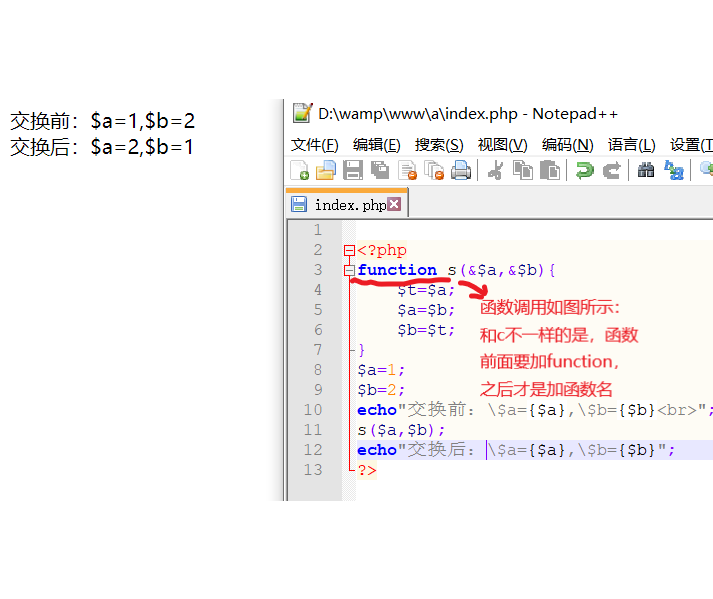 交换前：$a=1,$b=2
交换后：$a=2,$b=1
D:\wamp\www\a\index.php - Notepad++
文件(F) 编辑(E) 搜索(S) 视图(V) 编码(N) 语言(L) 设置(T
index.php
1
2 <?php
3 function s(&$a,&$b){
4 $t=$a;
5 $a=$b;
6 $b=$t;
7 }
8 $a=1;
9 $b=2;
10 echo"交换前：\$a={$a},\$b={$b}<br>";
11 s($a,$b);
12 echo"交换后：\$a={$a},\$b={$b}";
13 ?>
函数调用如图所示：
和c不一样的是，函数
前面要加function，
之后才是加函数名